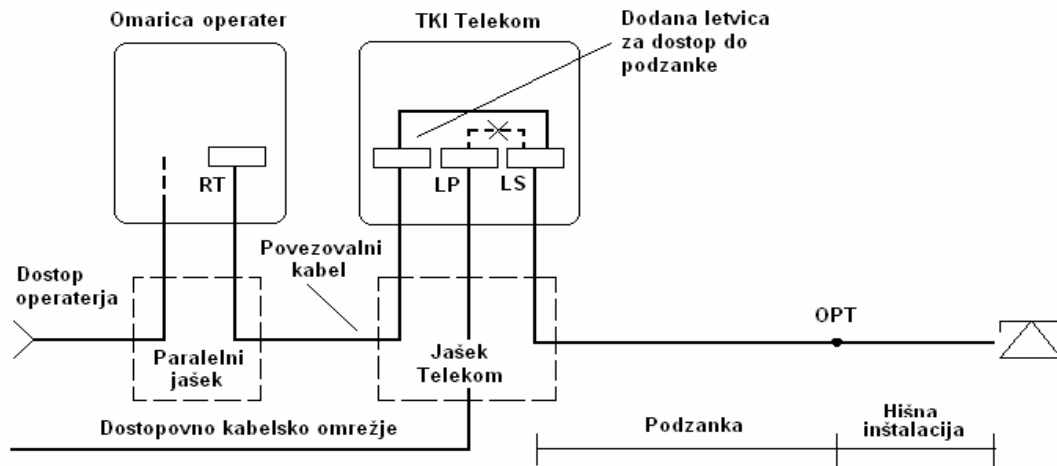 Omarica operater
TKI Telekom
Dodana letvica
za dostop do
podzanke
RT
LP
LS
Povezovalni
kabel
Dostop
operaterja
OPT
Paralelni
jašek
Jašek
Telekom
Dostopovno kabelsko omrežje
Podzanka
Hišna
inštalacija